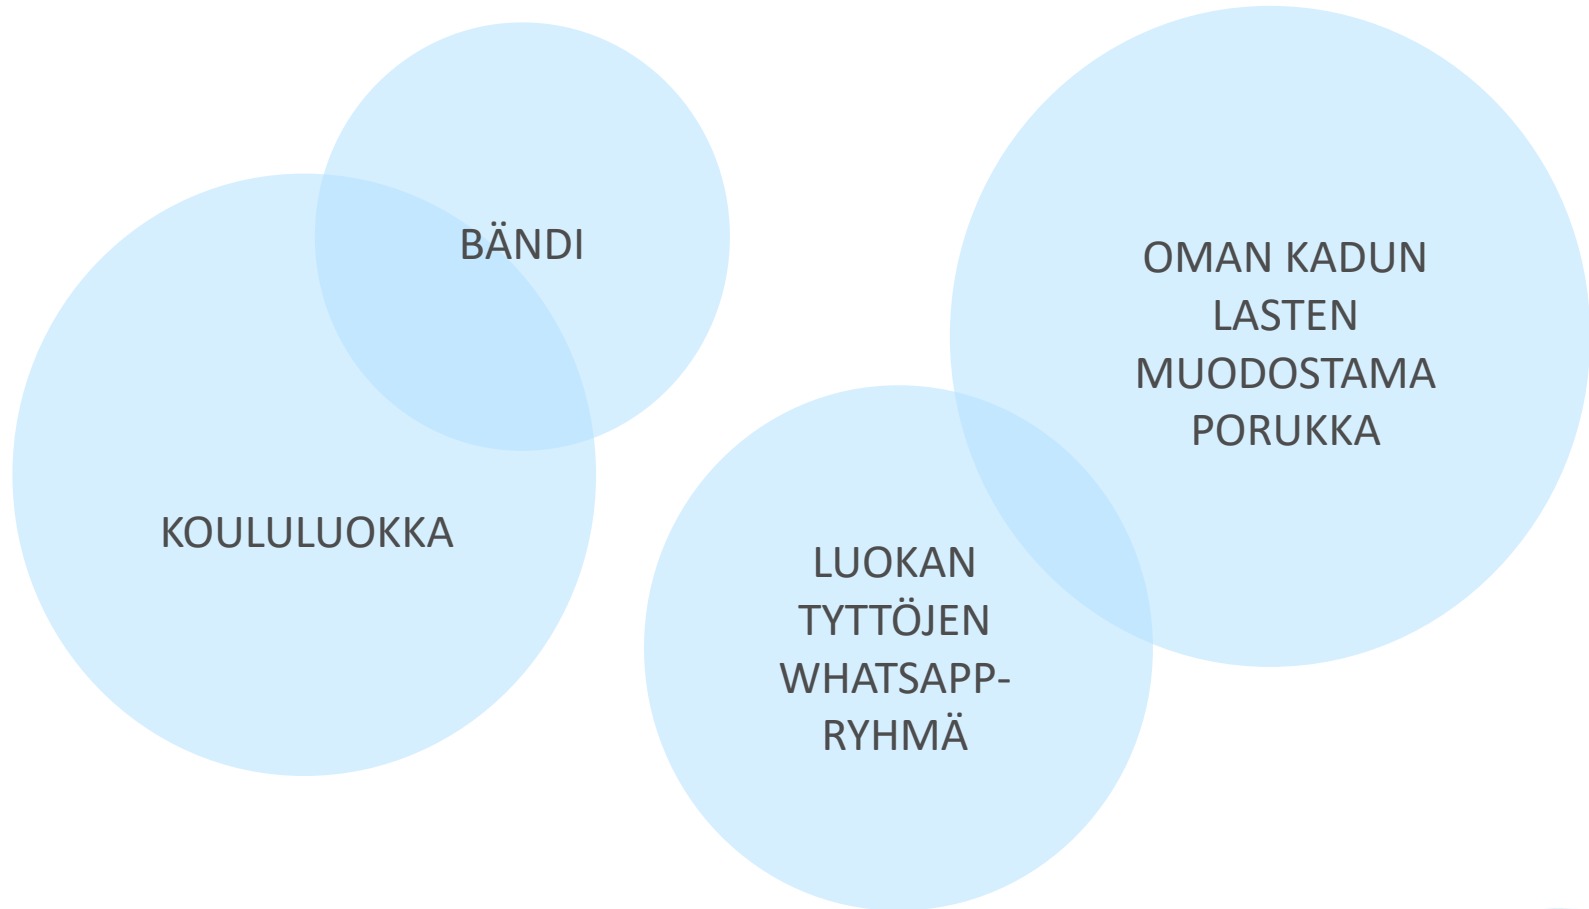 BÄNDI
KOULULUOKKA
OMAN KADUN
LASTEN
MUODOSTAMA
PORUKKA
LUOKAN
TYTTÖJEN
WHATSAPP-
RYHMÄ